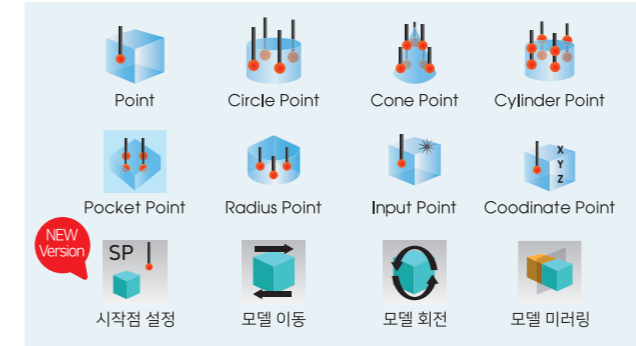 Point
Circle Point
Cone Point
Cylinder Point
X
Y
Z
Pocket Point
Radius Point
Input Point
Coodinate Point
NEW
Version
SP
시작점 설정
모델 이동
모델 회전
모델 미러링